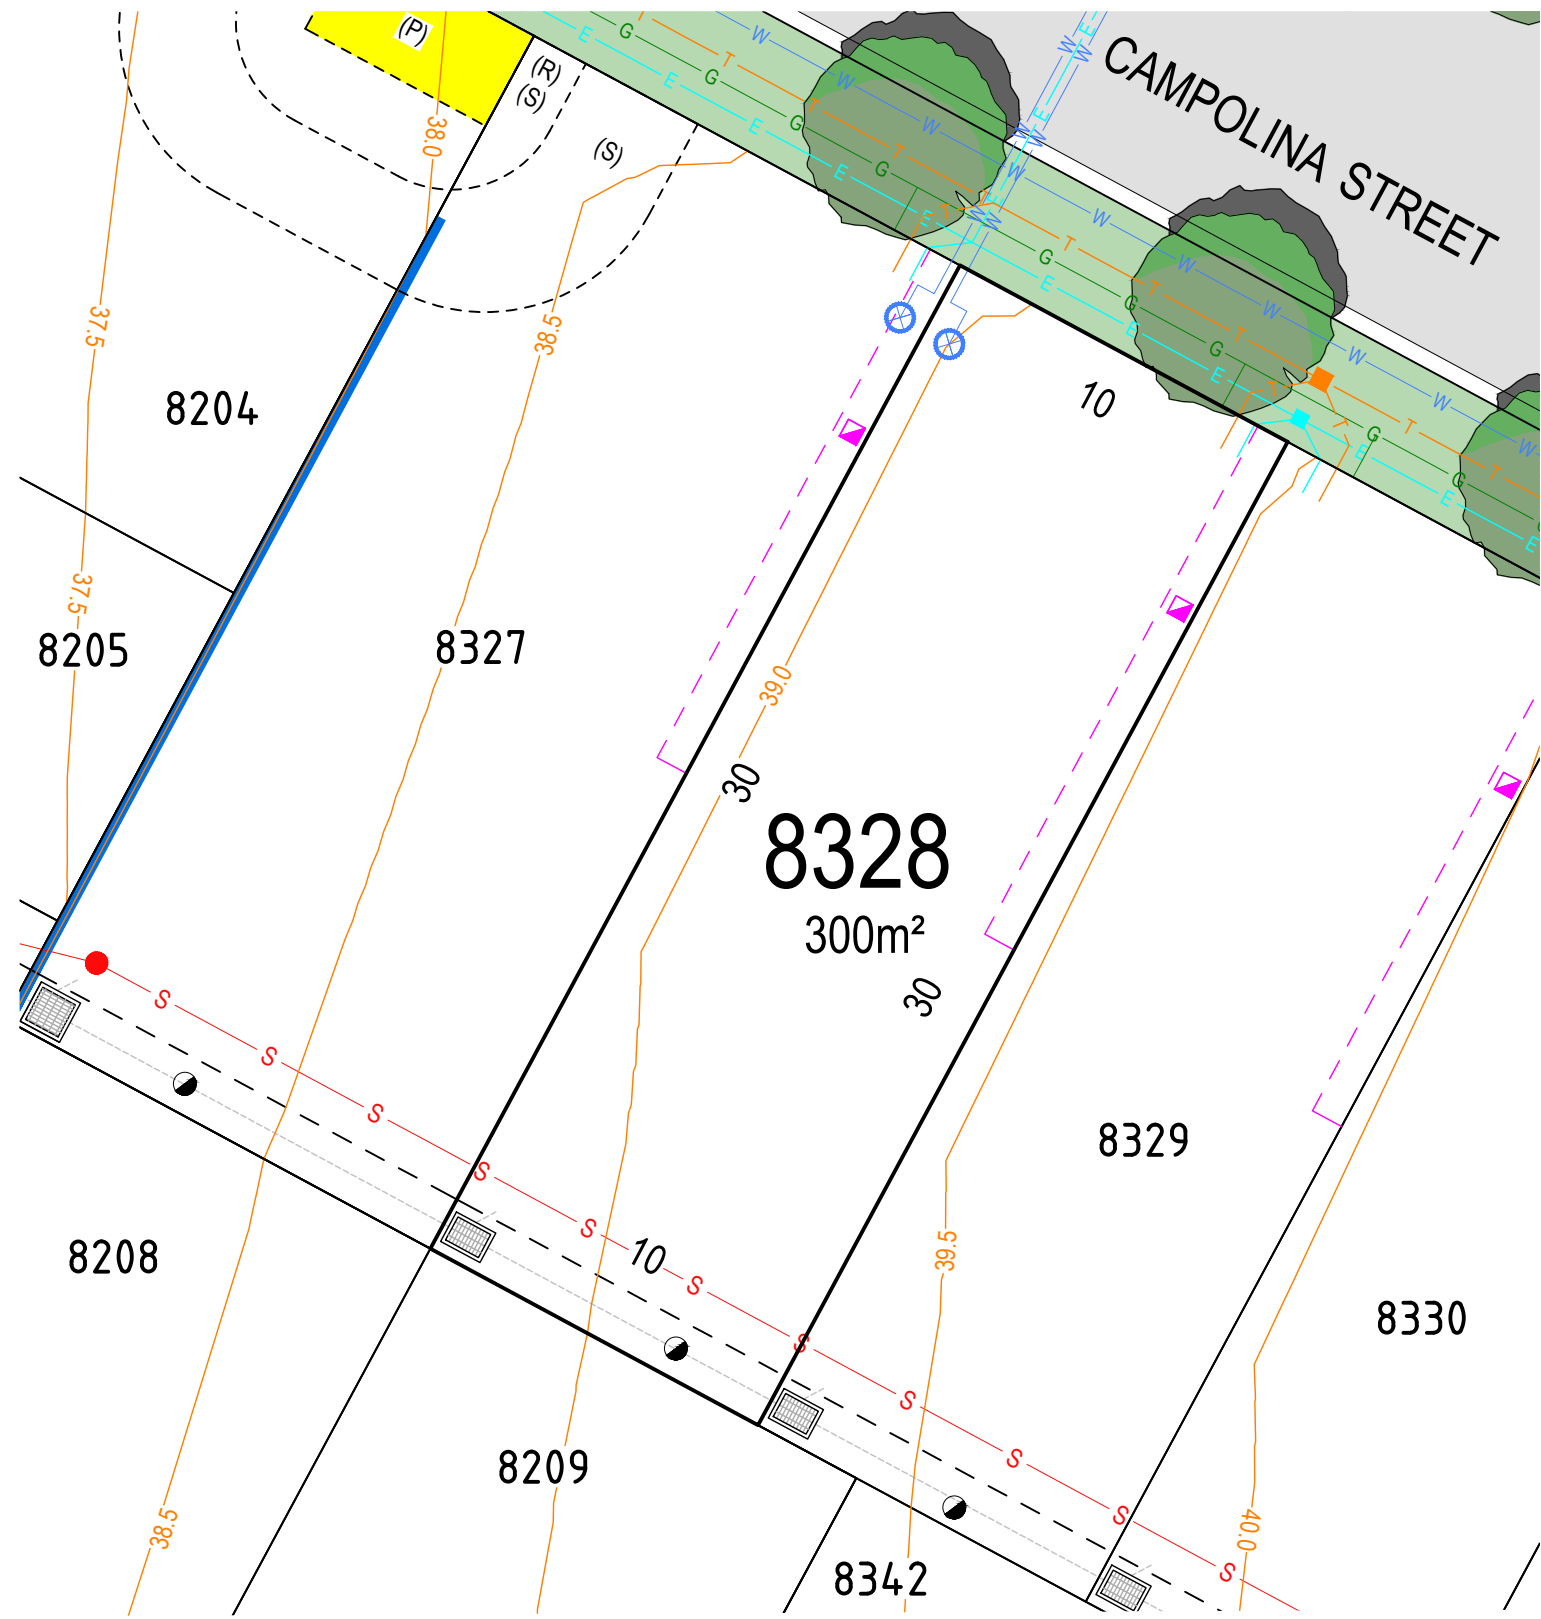 (P)
(R)
(S)
(S)
CAMPOLINA STREET
38.0
37.5
38.5
8204
10
37.5
8205
8327
39.0
30
8328
300m²
30
8329
8208
10
39.5
8330
8209
38.5
40.0
8342
W W W W W W W W W
W W W W W W
T T T T T T T T
G G G G G G G G G
E E E E E E E E E E
S S S S S S S S S S S